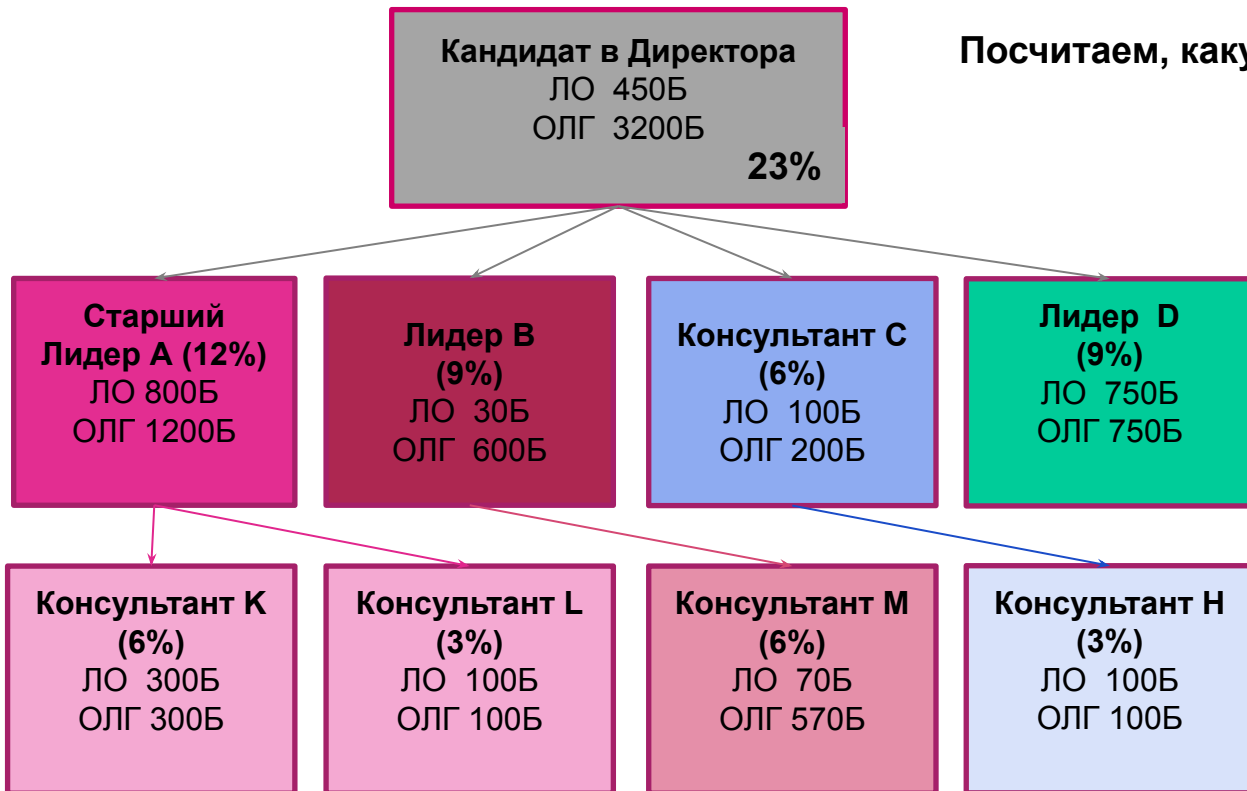 Кандидат в Директора
ЛО 450Б
ОЛГ 3200Б
23%
Посчитаем,
Старший
Лидер А (12%)
ЛО 800Б
ОЛГ 1200Б
Лидер В
(9%)
ЛО 30Б
ОЛГ 600Б
Консультант С
(6%)
ЛО 100Б
ОЛГ 200Б
Лидер D
(9%)
ЛО 750Б
ОЛГ 750Б
Консультант K
(6%)
ЛО 300Б
ОЛГ 300Б
Консультант L
(3%)
ЛО 100Б
ОЛГ 100Б
Консультант М
(6%)
ЛО 70Б
ОЛГ 570Б
Консультант Н
(3%)
ЛО 100Б
ОЛГ 100Б